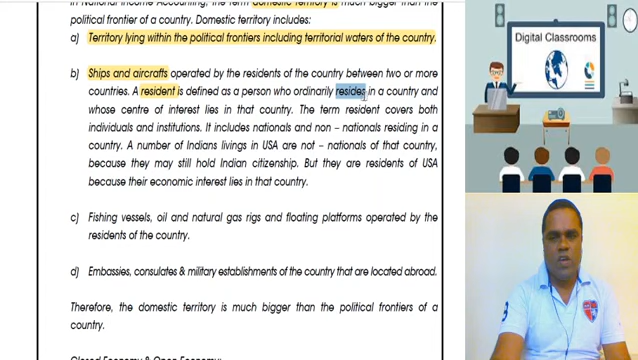 In National Income Accounting, the term domestic territory is much bigger than the
political frontier of a country. Domestic territory includes:
a) Territory lying within the political frontiers including territorial waters of the country.
b) Ships and aircrafts operated by the residents of the country between two or more
countries. A resident is defined as a person who ordinarily resides in a country and
whose centre of interest lies in that country. The term resident covers both
individuals and institutions. It includes nationals and non – nationals residing in a
country. A number of Indians living in USA are not – nationals of that country,
because they may still hold Indian citizenship. But they are residents of USA
because their economic interest lies in that country.
c) Fishing vessels, oil and natural gas rigs and floating platforms operated by the
residents of the country.
d) Embassies, consulates & military establishments of the country that are located abroad.
Therefore, the domestic territory is much bigger than the political frontiers of a
country.
Closed Economy & Open Economy:
Digital Classrooms